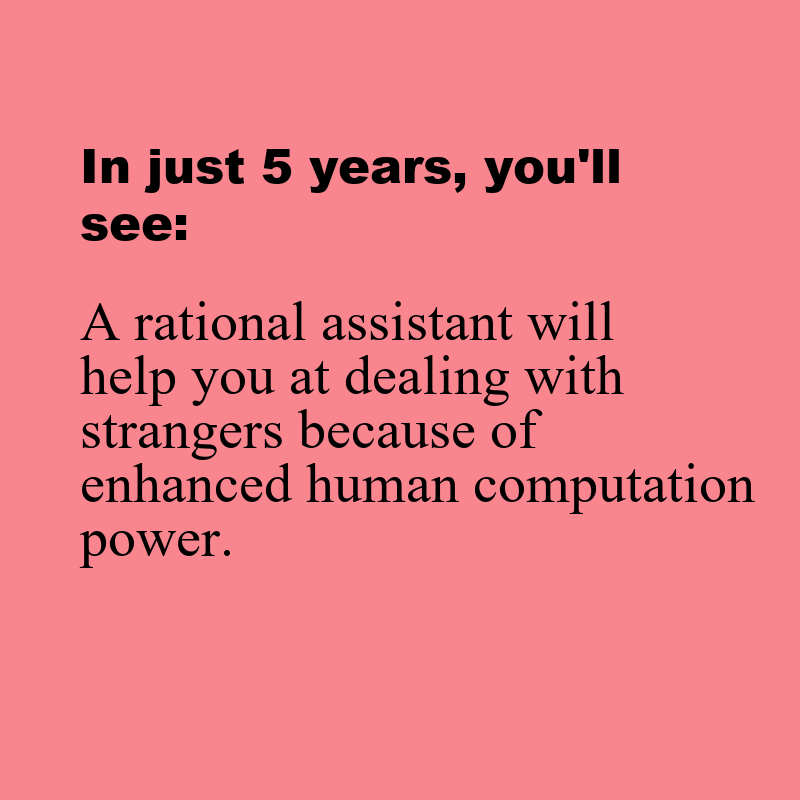 In just 5 years, you'll
see:
A rational assistant will
help you at dealing with
strangers because of
enhanced human computation
power.